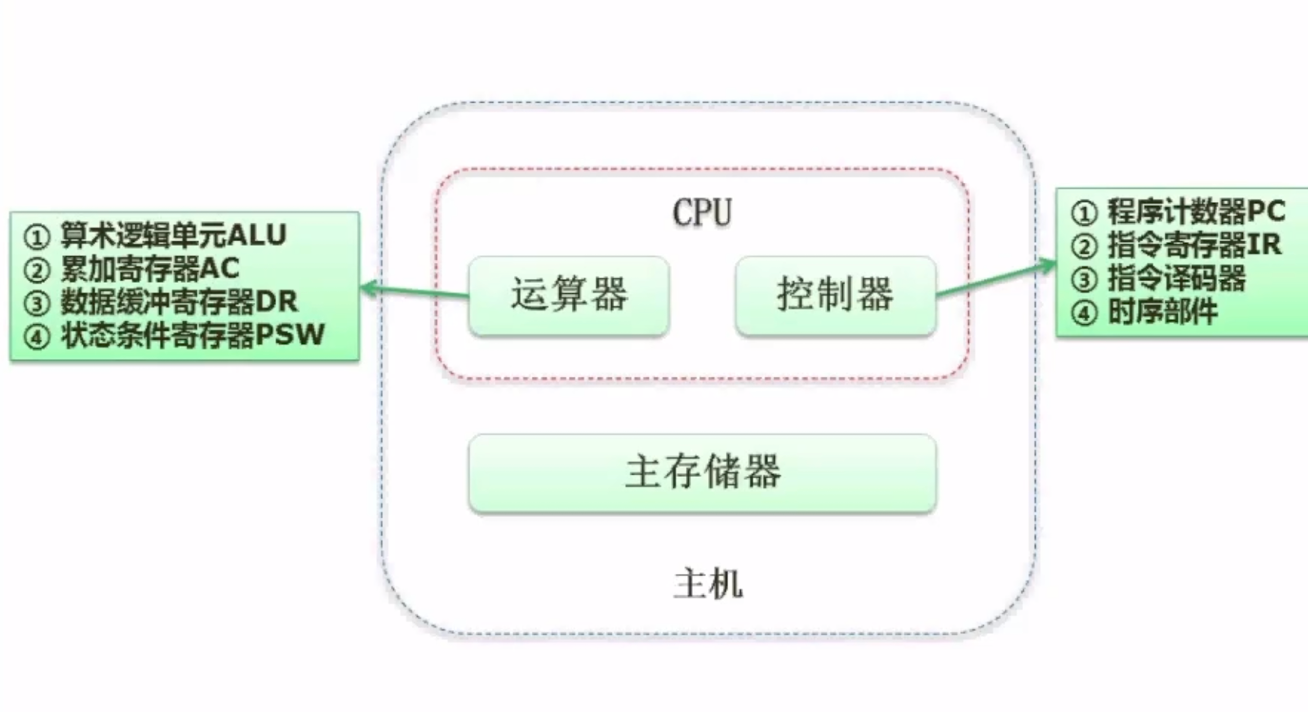 CPU
① 算术逻辑单元ALU
② 累加寄存器AC
③ 数据缓冲寄存器DR
④ 状态条件寄存器PSW
运算器
控制器
① 程序计数器PC
② 指令寄存器IR
③ 指令译码器
④ 时序部件
主存储器
主机